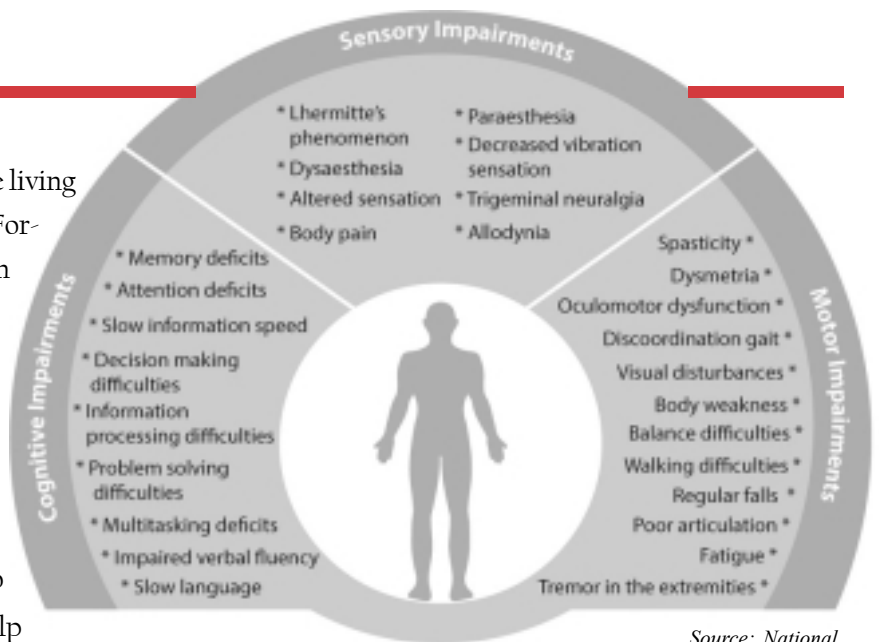 Sensory Impairments
* Lhermitte's
phenomenon
* Dysaesthesia
* Altered sensation
* Body pain
* Paraesthesia
* Decreased vibration
sensation
* Trigeminal neuralgia
* Allodynia
Cognitive Impairments
* Memory deficits
* Attention deficits
* Slow information speed
* Decision making
difficulties
* Information
processing difficulties
* Problem solving
difficulties
* Multitasking deficits
* Impaired verbal fluency
* Slow language
Motor Impairments
Spasticity *
Dysmetria *
Oculomotor dysfunction *
Discoordination gait *
Visual disturbances *
Body weakness *
Balance difficulties *
Walking difficulties *
Regular falls *
Poor articulation *
Fatigue *
Tremor in the extremities *
living
For-
Source: National